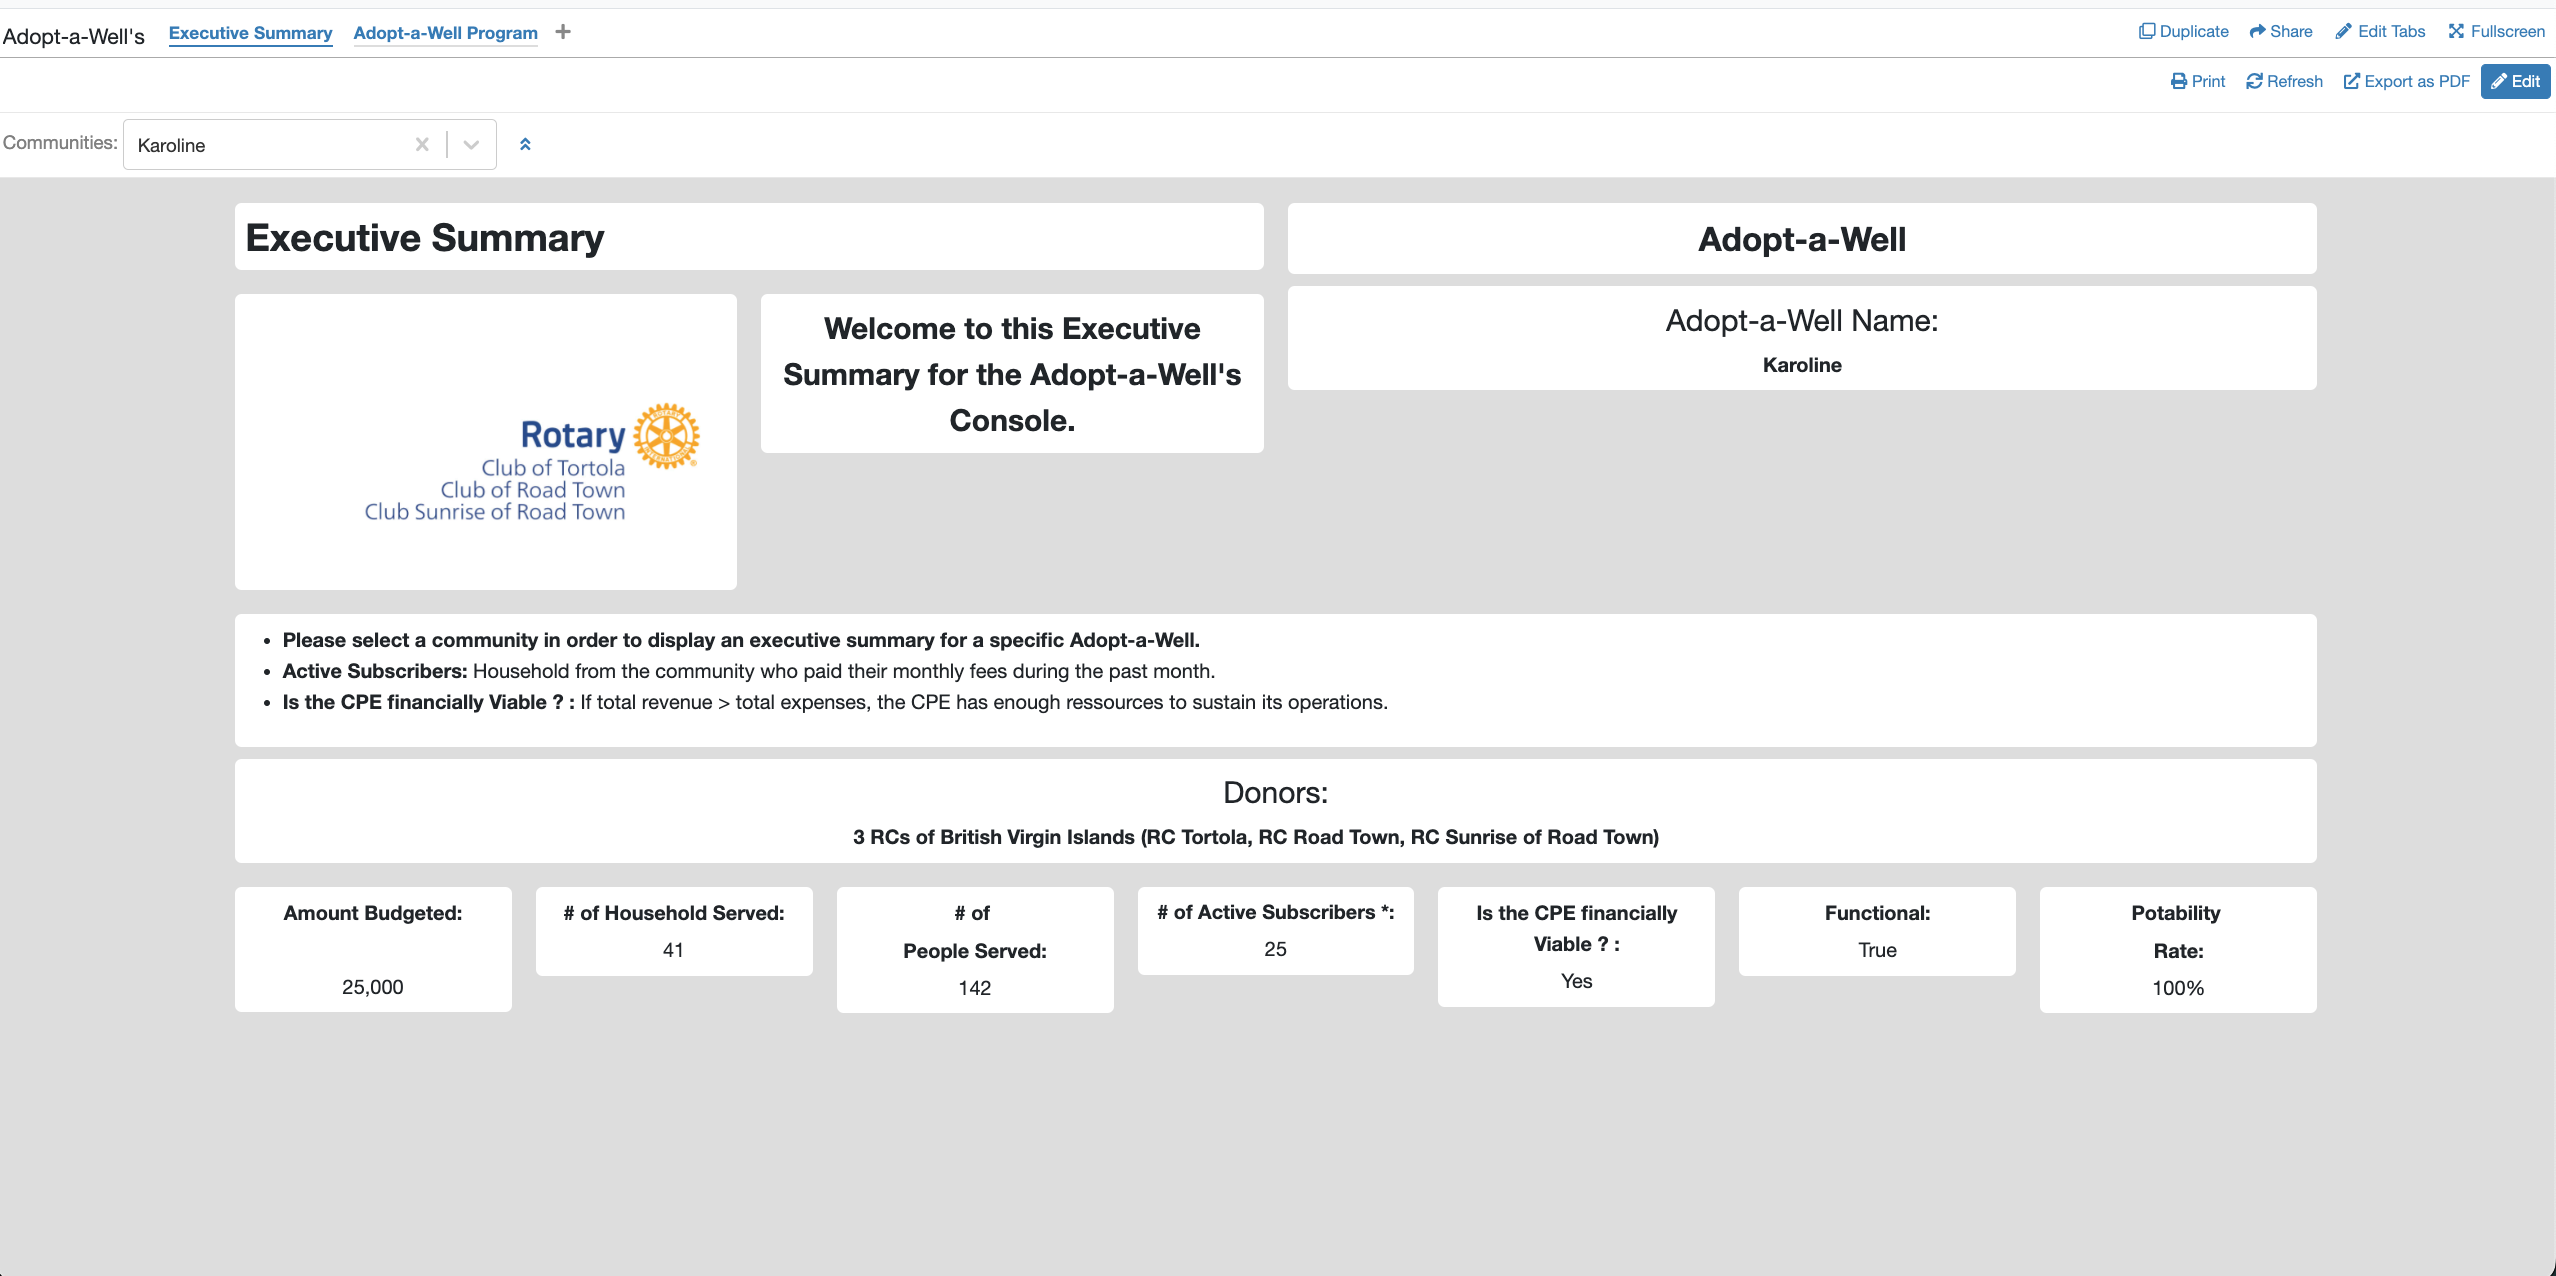 Adopt-a-Well's
Executive Summary
Adopt-a-Well Program
Duplicate
Share
Edit Tabs
Fullscreen
Print
Refresh
Export as PDF
Edit
Communities:
Karoline
Executive Summary
Adopt-a-Well
Welcome to this Executive
Summary for the Adopt-a-Well's
Console.
Adopt-a-Well Name:
Karoline
Rotary
Club of Tortola
Club of Road Town
Club Sunrise of Road Town
ROTARY
INTERNATIONAL
• Please select a community in order to display an executive summary for a specific Adopt-a-Well.
• Active Subscribers: Household from the community who paid their monthly fees during the past month.
• Is the CPE financially Viable ? : If total revenue > total expenses, the CPE has enough ressources to sustain its operations.
Donors:
3 RCs of British Virgin Islands (RC Tortola, RC Road Town, RC Sunrise of Road Town)
Amount Budgeted:
25,000
# of Household Served:
41
# of
People Served:
142
# of Active Subscribers *:
25
Is the CPE financially
Viable ? :
Yes
Functional:
True
Potability
Rate:
100%